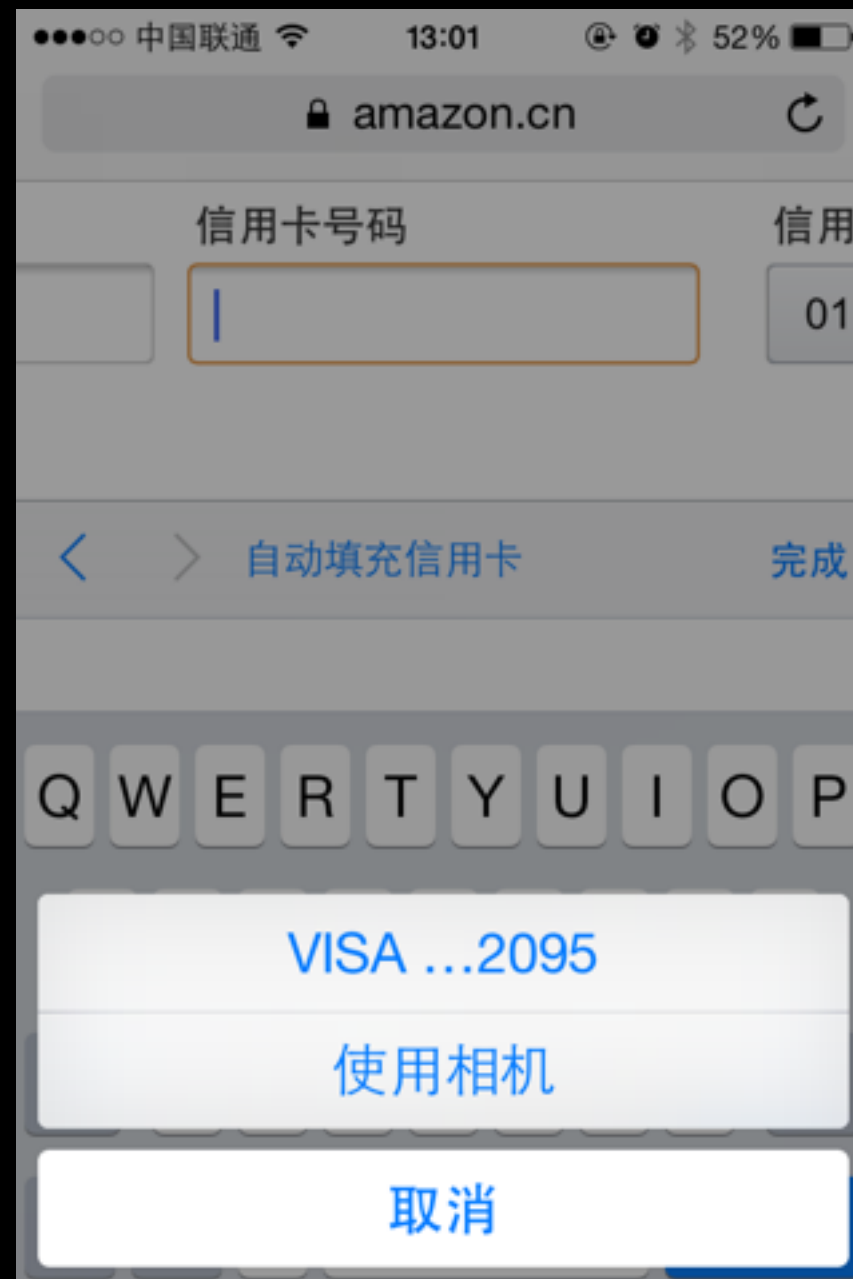 中国联通 13:01 52%
amazon.cn
信用卡号码 信用
01
自动填充信用卡 完成
Q W E R T Y U I O P
VISA ...2095
使用相机
取消